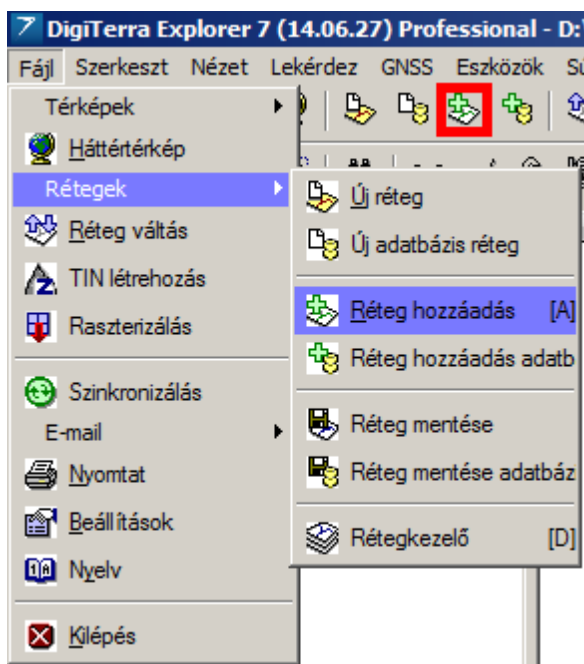 DigiTerra Explorer 7 (14.06.27) Professional - D:\
Fájl Szerkeszt Nézet Lekérdez GNSS Eszközök
Térképek
Háttértérkép
Rétegek
Réteg váltás
TIN létrehozás
Raszterizálás
Szinkronizálás
E-mail
Nyomtat
Beállítások
Nyelv
Kilépés
Új réteg
Új adatbázis réteg
Réteg hozzáadás [A]
Réteg hozzáadás adatb
Réteg mentése
Réteg mentése adatbáz
Rétegkezelő [D]